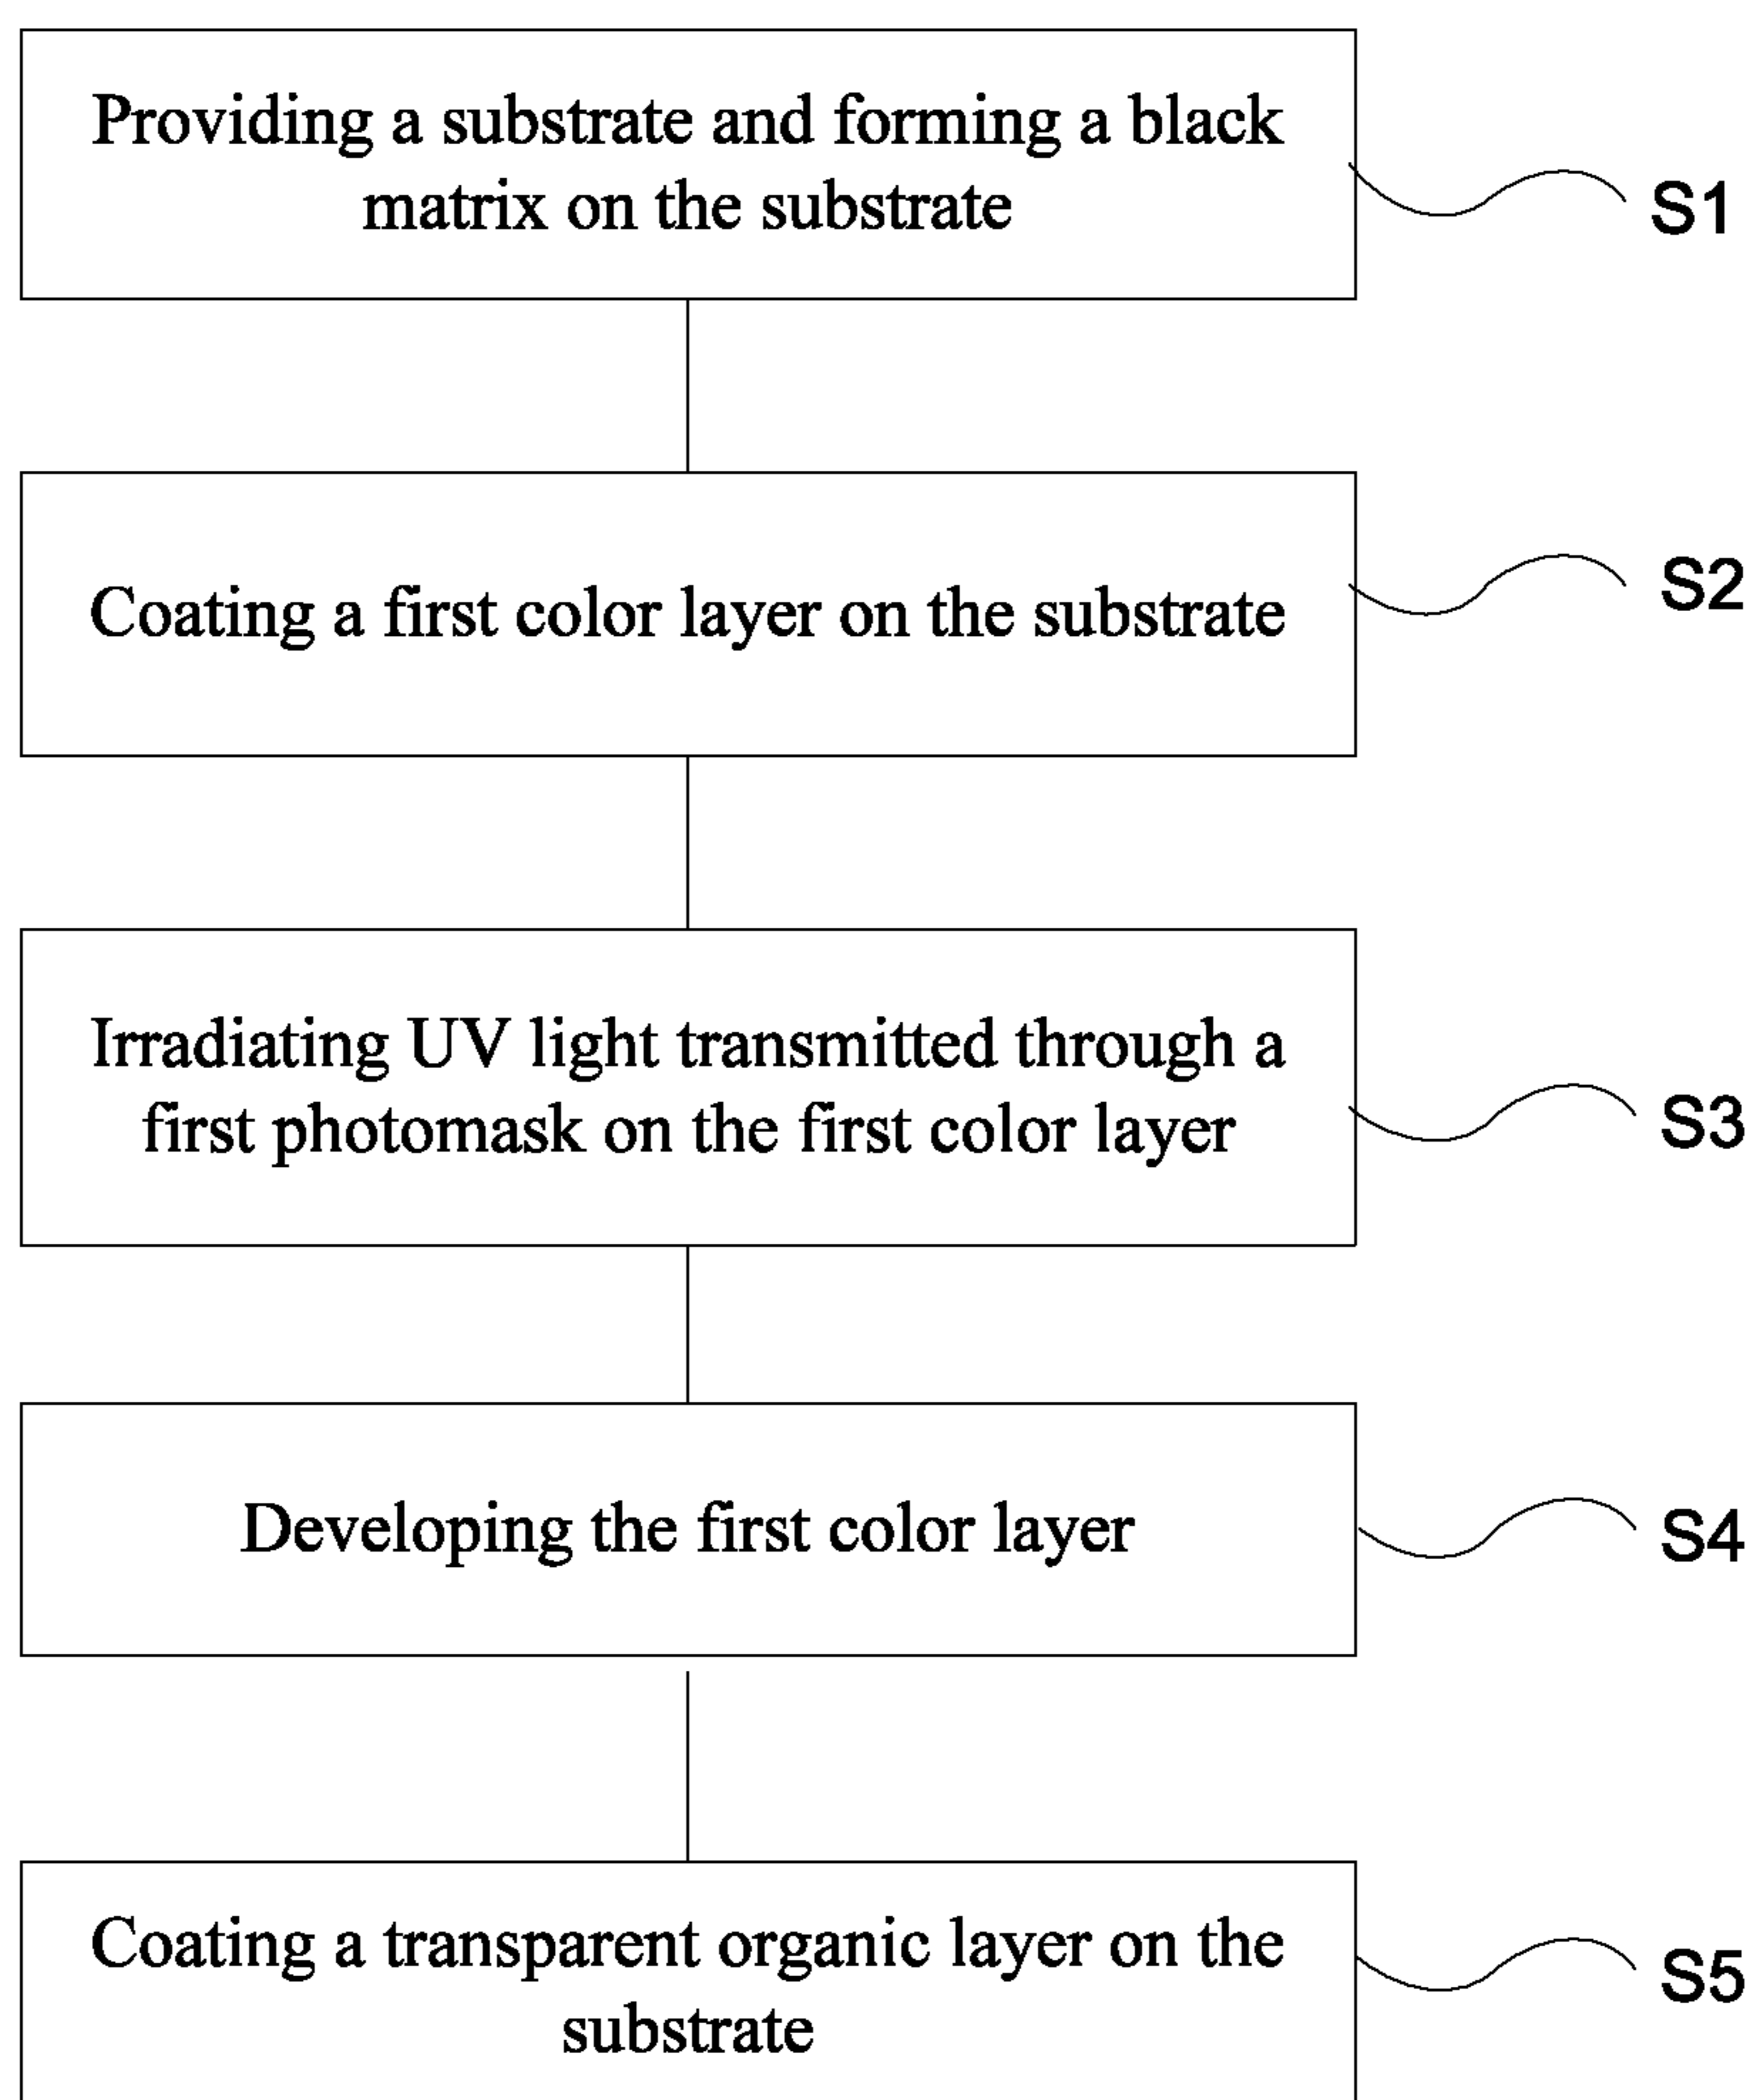 Providing a substrate and forming a black
matrix on the substrate
S1
Coating a first color layer on the substrate
S2
Irradiating UV light transmitted through a
first photomask on the first color layer
S3
Developing the first color layer
S4
Coating a transparent organic layer on the
substrate
S5